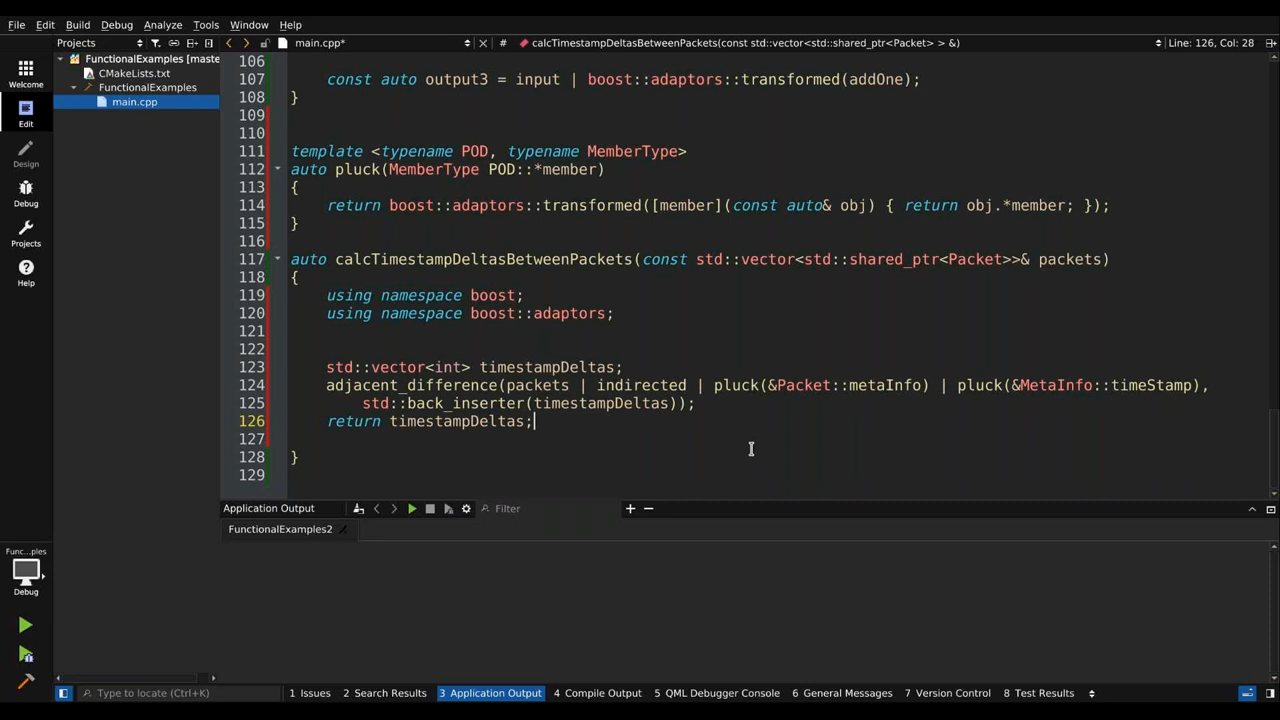 File Edit View Build Debug Analyze Tools Window Help
Projects
main.cpp*
# calcTimestampDeltasBetweenPackets(const std::vector<std::shared_ptr<Packet> > &)
Line: 126, Col: 28
Welcome
Edit
Design
Debug
Projects
Help
Func...ples
Debug
FunctionalExamples [maste
CMakeLists.txt
FunctionalExamples
main.cpp
106
107 const auto output3 = input | boost::adaptors::transformed(addOne);
108 }
109
110
111 template <typename POD, typename MemberType>
112 auto pluck(MemberType POD::*member)
113 {
114 return boost::adaptors::transformed([member](const auto& obj) { return obj.*member; });
115 }
116
117 auto calcTimestampDeltasBetweenPackets(const std::vector<std::shared_ptr<Packet>>& packets)
118 {
119 using namespace boost;
120 using namespace boost::adaptors;
121
122
123 std::vector<int> timestampDeltas;
124 adjacent_difference(packets | indirected | pluck(&Packet::metaInfo) | pluck(&MetaInfo::timeStamp),
125 std::back_inserter(timestampDeltas));
126 return timestampDeltas;
127
128 }
129
Application Output
Filter
FunctionalExamples2
Type to locate (Ctrl+K)
1 Issues 2 Search Results 3 Application Output 4 Compile Output 5 QML Debugger Console 6 General Messages 7 Version Control 8 Test Results